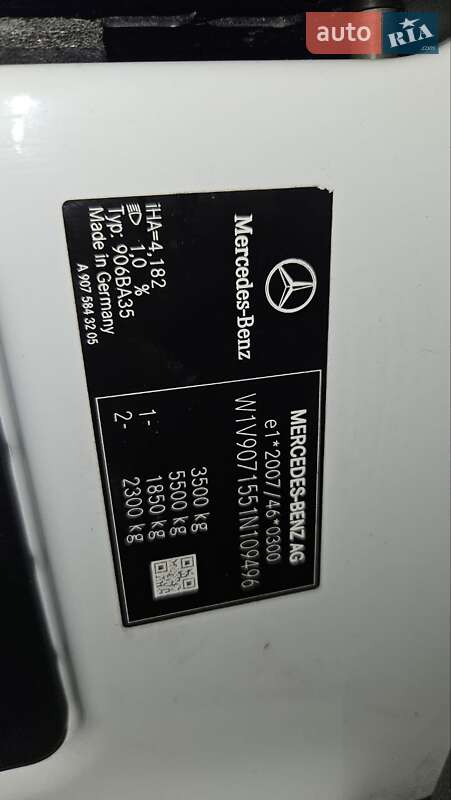 auto
RIA
.com
Mercedes-Benz
iHA=4,182
1,0 %
Typ: 906BA35
Made in Germany
A 907 584 32 05
MERCEDES-BENZ AG
e1*2007/46*0300
W1V9071551N109496
3500 kg
5500 kg
1- 1850 kg
2- 2300 kg